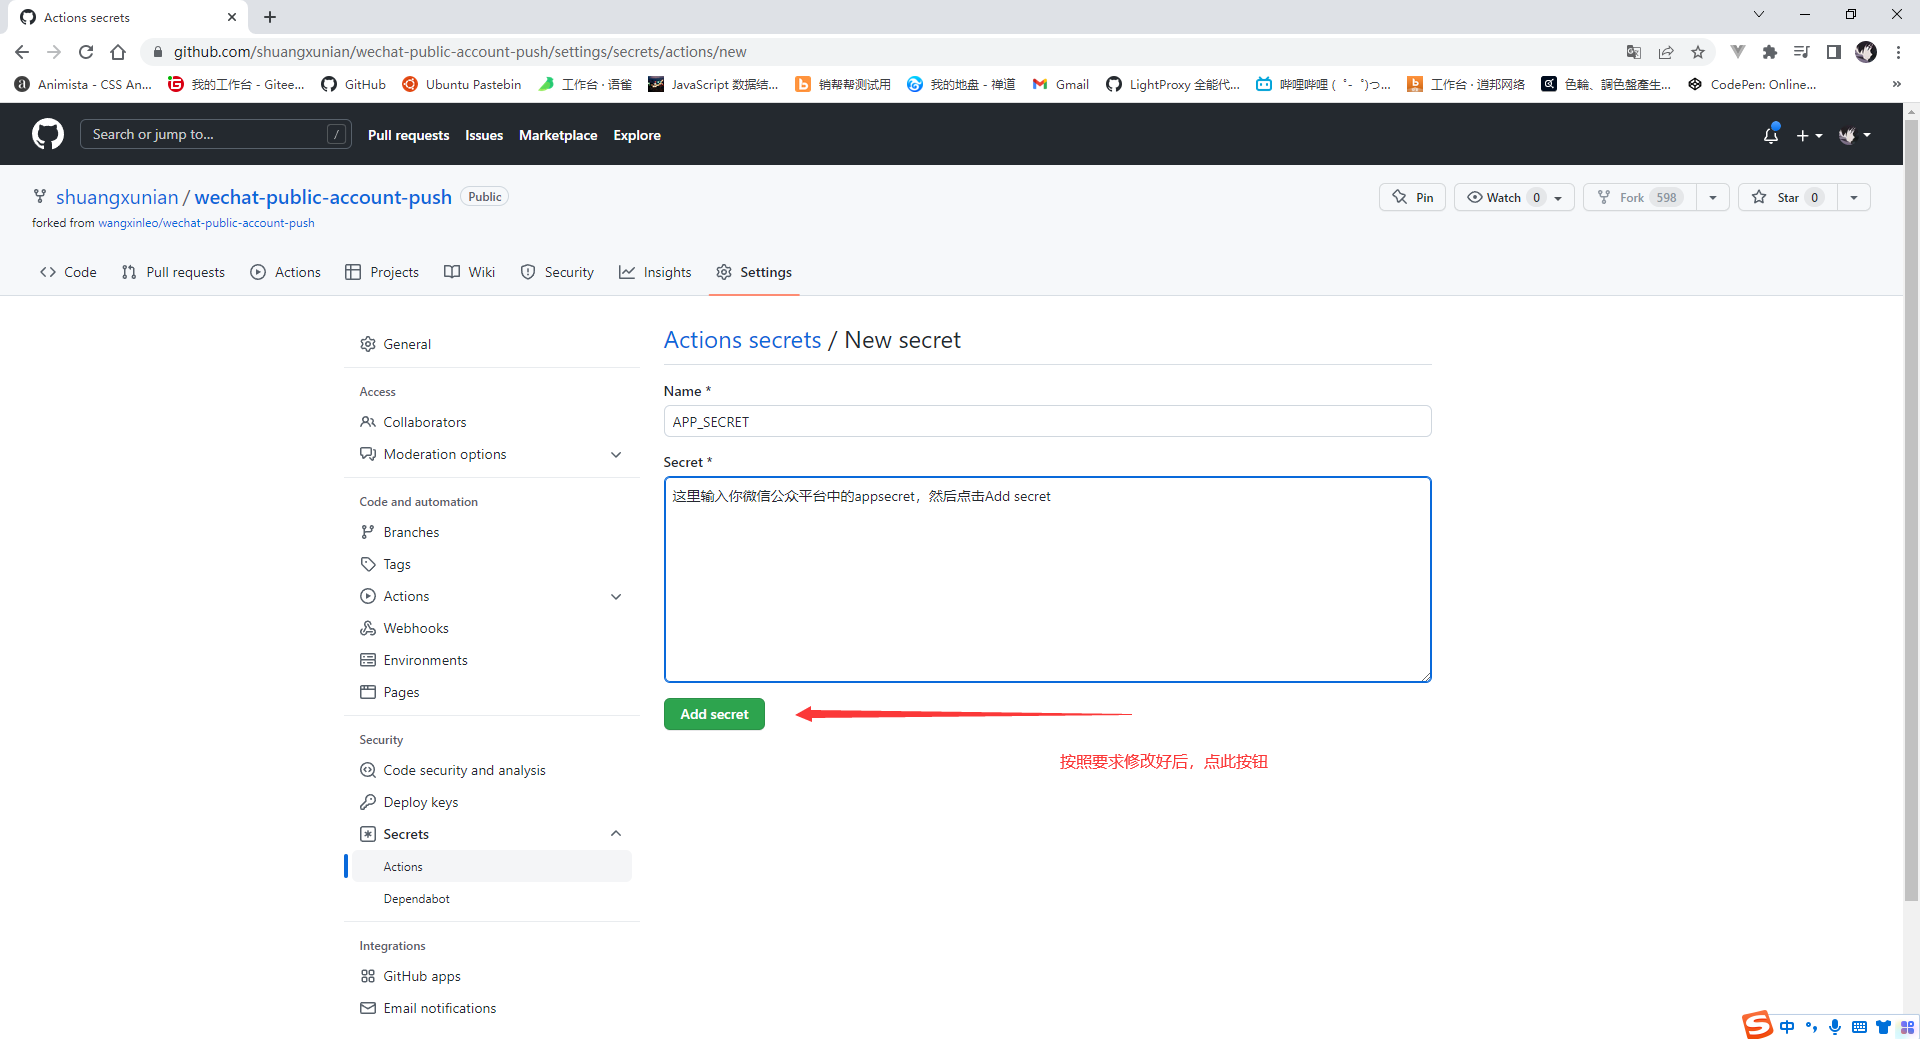 Actions secrets
github.com/shuangxunian/wechat-public-account-push/settings/secrets/actions/new
Animista - CSS An...
我的工作台 - Gitee...
GitHub
Ubuntu Pastebin
工作台 · 语雀
JavaScript 数据结...
销帮帮测试用
我的地盘 - 禅道
Gmail
LightProxy 全能代...
哔哩哔哩 (゜-゜)つ...
工作台 · 逍邦网络
色輪、調色盤產生...
CodePen: Online...
»
Search or jump to...
/
Pull requests
Issues
Marketplace
Explore
shuangxunian / wechat-public-account-push
Public
Pin
Watch 0
Fork 598
Star 0
forked from wangxinleo/wechat-public-account-push
Code
Pull requests
Actions
Projects
Wiki
Security
Insights
Settings
General
Access
Collaborators
Moderation options
Code and automation
Branches
Tags
Actions
Webhooks
Environments
Pages
Security
Code security and analysis
Deploy keys
Secrets
Actions
Dependabot
Integrations
GitHub apps
Email notifications
Actions secrets / New secret
Name *
APP_SECRET
Secret *
这里输入你微信公众平台中的appsecret，然后点击Add secret
Add secret
按照要求修改好后，点此按钮
中